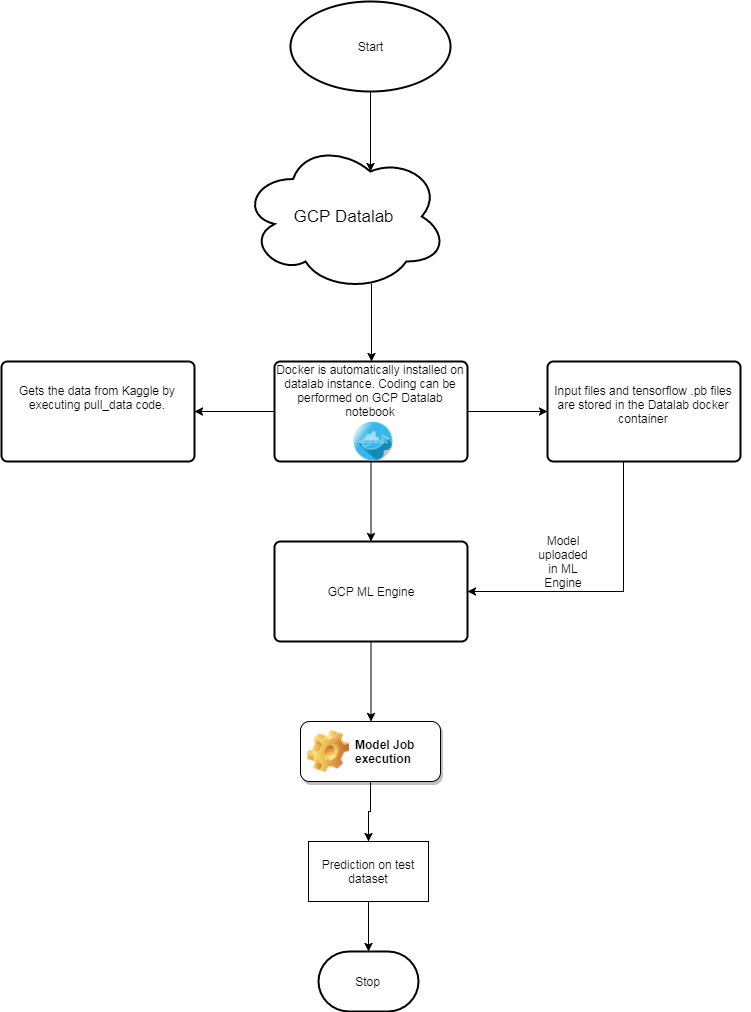 Start
GCP Datalab
Gets the data from Kaggle by
executing pull_data code.
Docker is automatically installed on
datalab instance. Coding can be
performed on GCP Datalab
notebook
Input files and tensorflow .pb files
are stored in the Datalab docker
container
Model
uploaded
in ML
Engine
GCP ML Engine
Model Job
execution
Prediction on test
dataset
Stop